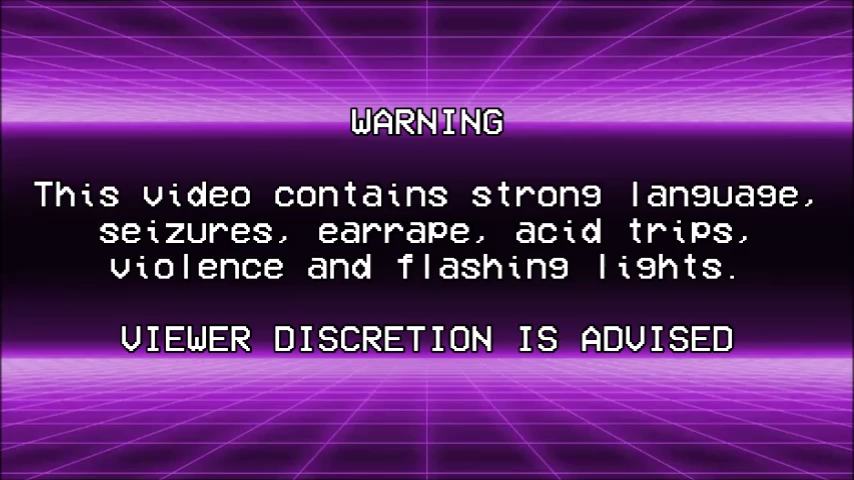 WARNING
This video contains strong language,
seizures, earrape, acid trips,
violence and flashing lights.
VIEWER DISCRETION IS ADVISED